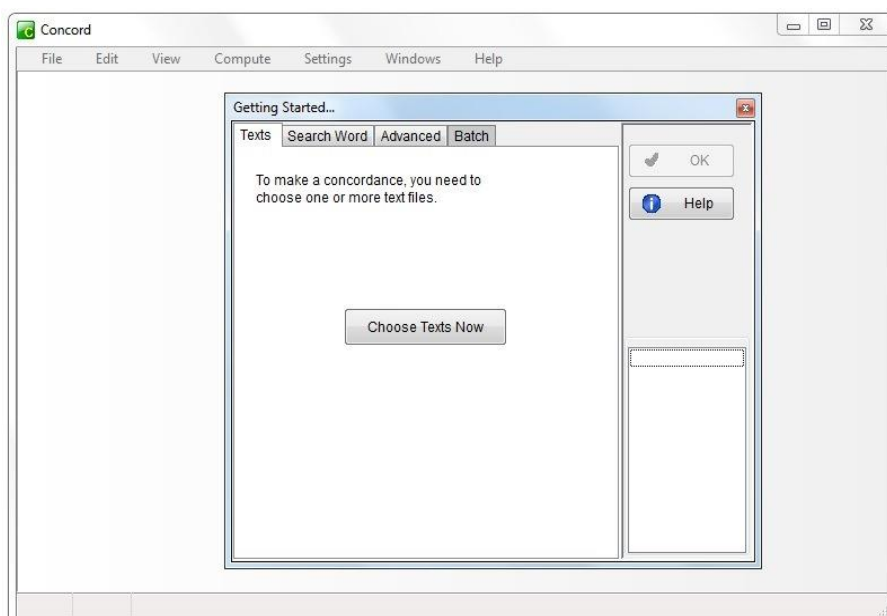 Concord
File Edit View Compute Settings Windows Help
Getting Started...
Texts Search Word Advanced Batch
To make a concordance, you need to
choose one or more text files.
OK
Help
Choose Texts Now